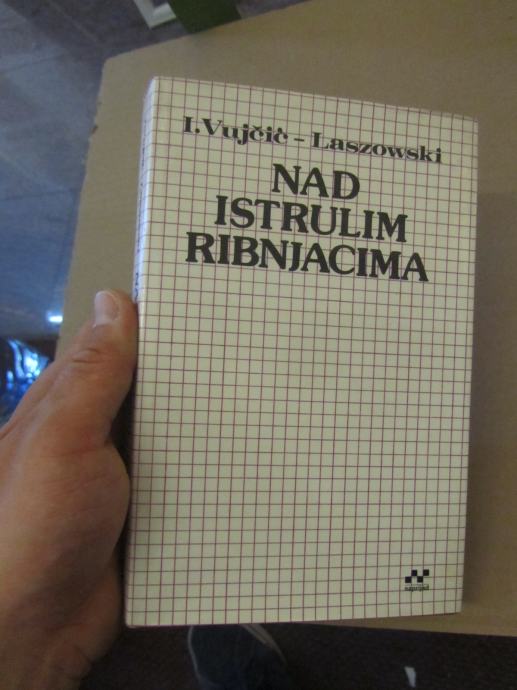 I. Vujčić - Laszowski
NAD
ISTRULIM
RIBNJACIMA
naprijed